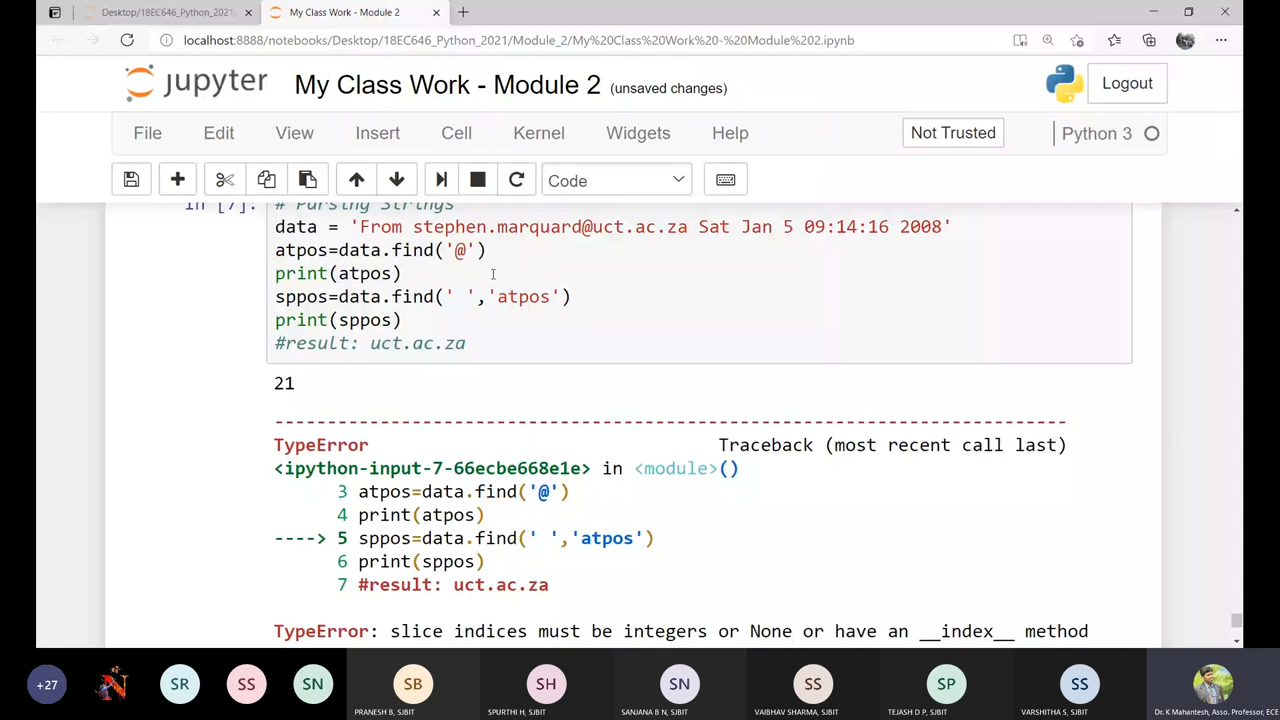 Desktop/18EC646_Python_2021/
My Class Work - Module 2
localhost:8888/notebooks/Desktop/18EC646_Python_2021/Module_2/My%20Class%20Work%20-%20Module%202.ipynb
jupyter My Class Work - Module 2 (unsaved changes)
Logout
File Edit View Insert Cell Kernel Widgets Help
Not Trusted
Python 3
Code
In [7]: # Parsing Strings
data = 'From stephen.marquard@uct.ac.za Sat Jan 5 09:14:16 2008'
atpos=data.find('@')
print(atpos)
sppos=data.find(' ','atpos')
print(sppos)
#result: uct.ac.za
21
---------------------------------------------------------------------------
TypeError Traceback (most recent call last)
<ipython-input-7-66ecbe668e1e> in <module>()
3 atpos=data.find('@')
4 print(atpos)
----> 5 sppos=data.find(' ','atpos')
6 print(sppos)
7 #result: uct.ac.za
TypeError: slice indices must be integers or None or have an __index__ method
+27
N
SR
SS
SN
SB
SH
SN
SS
SP
SS
PRANESH B, SJBIT
SPURTHI H, SJBIT
SANJANA B N, SJBIT
VAIBHAV SHARMA, SJBIT
TEJASH D P, SJBIT
VARSHITHA S, SJBIT
Dr. K Mahantesh, Asso. Professor, ECE